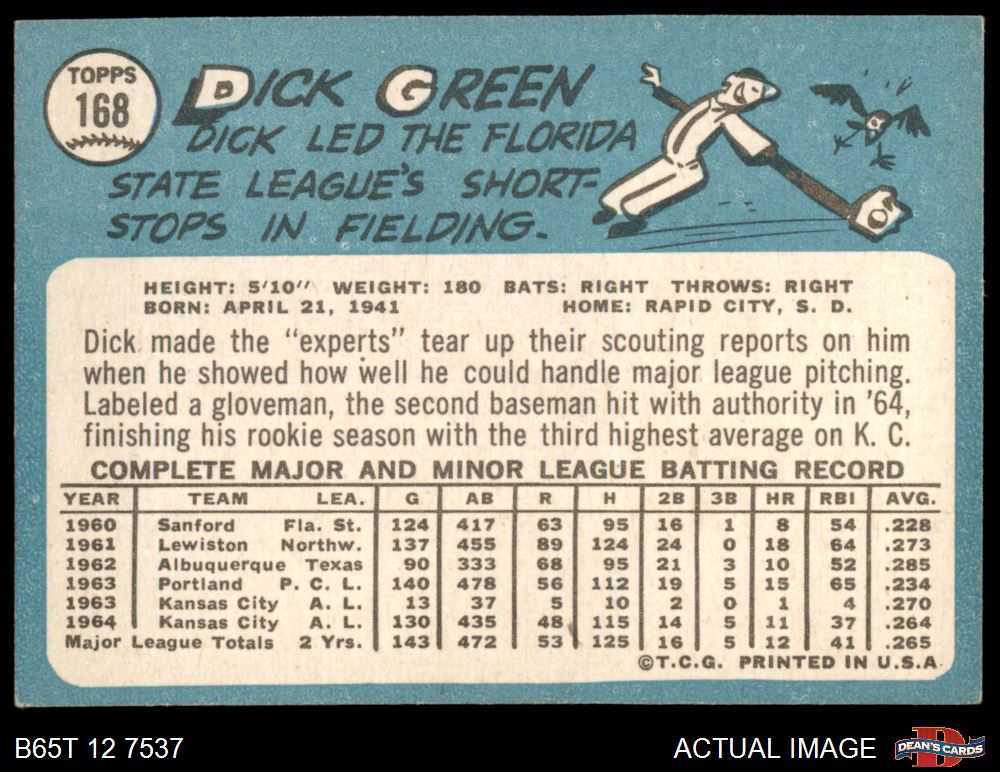 TOPPS
168
DICK GREEN
DICK LED THE FLORIDA
STATE LEAGUE'S SHORT-
STOPS IN FIELDING.
HEIGHT: 5'10" WEIGHT: 180 BATS: RIGHT THROWS: RIGHT
BORN: APRIL 21, 1941 HOME: RAPID CITY, S. D.
Dick made the "experts" tear up their scouting reports on him
when he showed how well he could handle major league pitching.
Labeled a gloveman, the second baseman hit with authority in '64,
finishing his rookie season with the third highest average on K. C.
COMPLETE MAJOR AND MINOR LEAGUE BATTING RECORD
YEAR TEAM LEA. G AB R H 2B 3B HR RBI AVG.
1960 Sanford Fla. St. 124 417 63 95 16 1 8 54 .228
1961 Lewiston Northw. 137 455 89 124 24 0 18 64 .273
1962 Albuquerque Texas 90 333 68 95 21 3 10 52 .285
1963 Portland P. C. L. 140 478 56 112 19 5 15 65 .234
1963 Kansas City A. L. 13 37 5 10 2 0 1 4 .270
1964 Kansas City A. L. 130 435 48 115 14 5 11 37 .264
Major League Totals 2 Yrs. 143 472 53 125 16 5 12 41 .265
©T.C.G. PRINTED IN U.S.A.
B65T 12 7537 ACTUAL IMAGE
D
DEAN'S CARDS